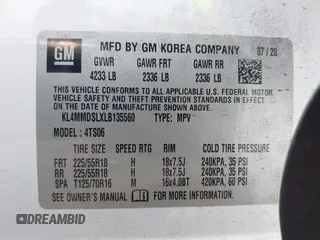 GM
MFD BY GM KOREA COMPANY 07/20
GVWR GAWR FRT GAWR RR
4233 LB 2336 LB 2336 LB
THIS VEHICLE CONFORMS TO ALL APPLICABLE U.S. FEDERAL MOTOR VEHICLE SAFETY, BUMPER, AND THEFT PREVENTION STANDARDS IN EFFECT ON THE DATE OF MANUFACTURE SHOWN ABOVE.
KL4MMDSLXLB135560 TYPE: MPV
MODEL: 4TS06
TIRE SIZE SPEED RTG RIM COLD TIRE PRESSURE
FRT 225/55R18 H 18x7.5J 240KPA, 35 PSI
RR 225/55R18 H 18x7.5J 240KPA, 35 PSI
SPA T125/70R16 M 16x4.0BT 420KPA, 60 PSI
SEE OWNER'S MANUAL FOR ADDITIONAL INFORMATION
DREAMBID